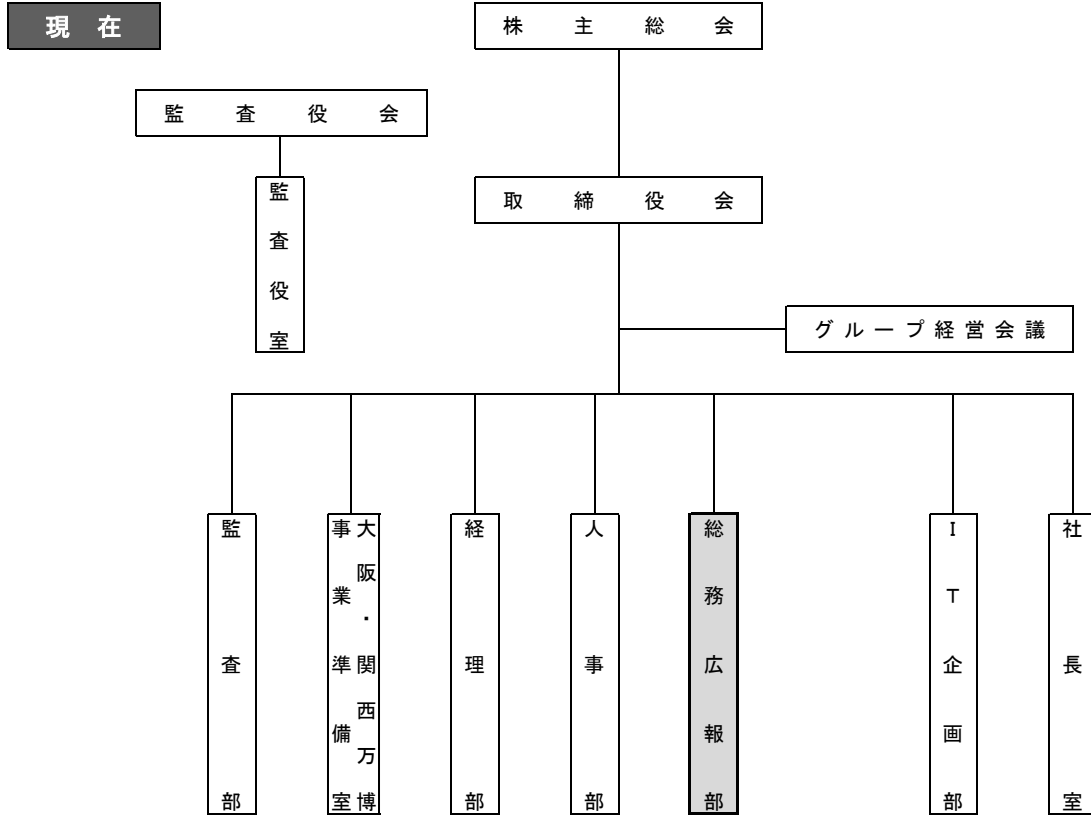 現在
株主総会
監査役会
監査役室
取締役会
グループ経営会議
監査部
大阪・関西万博
事業準備室
経理部
人事部
総務広報部
IT企画部
社長室